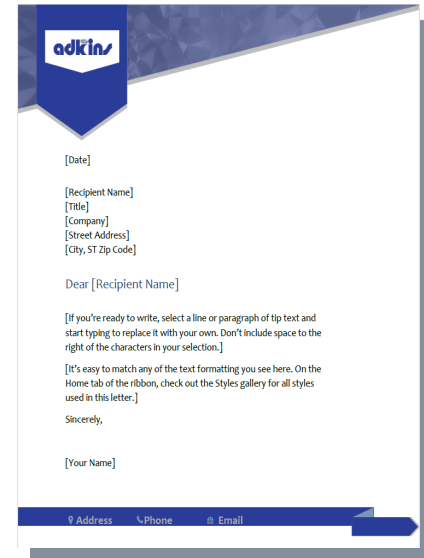 adkins
[Date]
[Recipient Name]
[Title]
[Company]
[Street Address]
[City, ST Zip Code]
Dear [Recipient Name]
[If you’re ready to write, select a line or paragraph of tip text and
start typing to replace it with your own. Don’t include space to the
right of the characters in your selection.]
[It’s easy to match any of the text formatting you see here. On the
Home tab of the ribbon, check out the Styles gallery for all styles
used in this letter.]
Sincerely,
[Your Name]
Address Phone Email